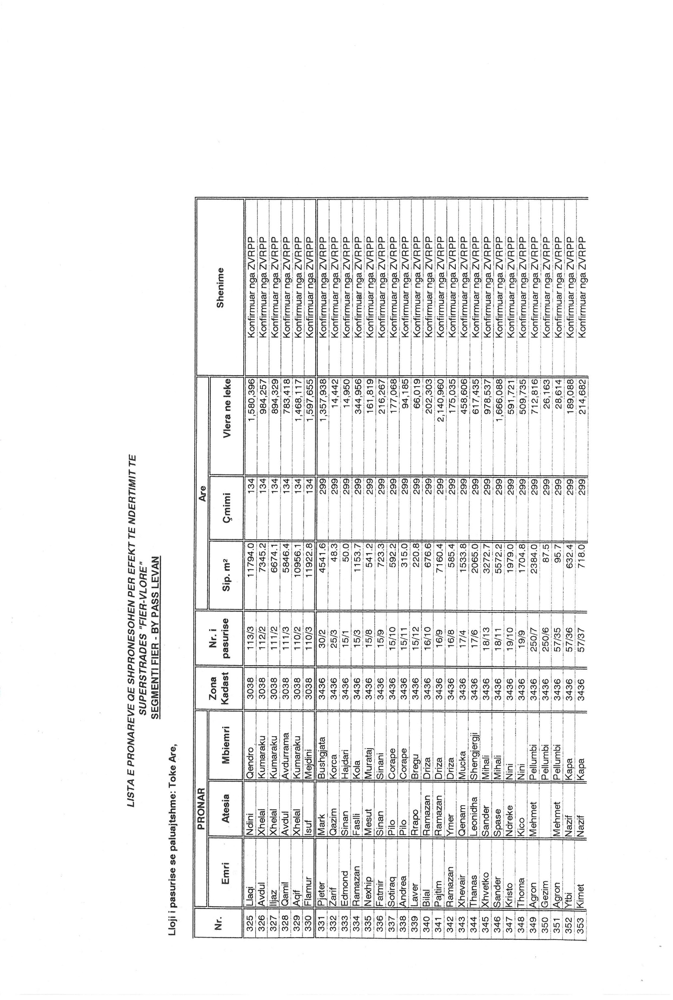 LISTA E PRONAREVE QE SHPRONESOHEN PER EFEKT TE NDERTIMIT TE
SUPERSTRADES "FIER-VLORE"
SEGMENTI FIER - BY PASS LEVAN
Lloji i pasurise se paluajtshme: Toke Are,
Nr. PRONAR Zona Kadast Nr. i pasurise Are Shenime
Emri Atesia Mbiemri Sip. m² Çmimi Vlera ne leke
325 Llaqi Ndini Qendro 3038 113/3 11794.0 134 1,580,396 Konfirmuar nga ZVRPP
326 Avdul Xhelal Kumaraku 3038 112/2 7345.2 134 984,257 Konfirmuar nga ZVRPP
327 Iljaz Xhelal Kumaraku 3038 111/2 6674.1 134 894,329 Konfirmuar nga ZVRPP
328 Qamil Avdul Avdurrama 3038 111/3 5846.4 134 783,418 Konfirmuar nga ZVRPP
329 Aqif Xhelal Kumaraku 3038 110/2 10956.1 134 1,468,117 Konfirmuar nga ZVRPP
330 Flamur Isuf Mejdini 3038 110/3 11922.8 134 1,597,655 Konfirmuar nga ZVRPP
331 Pjeter Mark Bushgjata 3436 30/2 4541.6 299 1,357,938 Konfirmuar nga ZVRPP
332 Zarif Qazim Korca 3436 25/3 48.3 299 14,442 Konfirmuar nga ZVRPP
333 Edmond Sinan Hajdari 3436 15/1 50.0 299 14,950 Konfirmuar nga ZVRPP
334 Ramazan Faslli Kola 3436 15/3 1153.7 299 344,956 Konfirmuar nga ZVRPP
335 Nexhip Mesut Murataj 3436 15/8 541.2 299 161,819 Konfirmuar nga ZVRPP
336 Fatmir Sinan Sinani 3436 15/9 723.3 299 216,267 Konfirmuar nga ZVRPP
337 Sotiraq Pilo Corape 3436 15/10 592.2 299 177,068 Konfirmuar nga ZVRPP
338 Andrea Pilo Corape 3436 15/11 315.0 299 94,185 Konfirmuar nga ZVRPP
339 Laver Rrapo Bregu 3436 15/12 220.8 299 66,019 Konfirmuar nga ZVRPP
340 Bilal Ramazan Driza 3436 16/10 676.6 299 202,303 Konfirmuar nga ZVRPP
341 Pajtim Ramazan Driza 3436 16/9 7160.4 299 2,140,960 Konfirmuar nga ZVRPP
342 Ramazan Ymer Driza 3436 16/8 585.4 299 175,035 Konfirmuar nga ZVRPP
343 Xhevair Qenam Mucka 3436 17/4 1533.8 299 458,606 Konfirmuar nga ZVRPP
344 Thanas Leonidha Shengjergji 3436 17/6 2065.0 299 617,435 Konfirmuar nga ZVRPP
345 Xhvetko Sander Mihali 3436 18/13 3272.7 299 978,537 Konfirmuar nga ZVRPP
346 Sander Spase Mihali 3436 18/11 5572.2 299 1,666,088 Konfirmuar nga ZVRPP
347 Kristo Ndreke Nini 3436 19/10 1979.0 299 591,721 Konfirmuar nga ZVRPP
348 Thoma Kico Nini 3436 19/9 1704.8 299 509,735 Konfirmuar nga ZVRPP
349 Agron Mehmet Pellumbi 3436 250/7 2384.0 299 712,816 Konfirmuar nga ZVRPP
350 Gezim Pellumbi 3436 250/6 87.5 299 26,163 Konfirmuar nga ZVRPP
351 Agron Mehmet Pellumbi 3436 57/35 95.7 299 28,614 Konfirmuar nga ZVRPP
352 Ytbi Nazif Kapa 3436 57/36 632.4 299 189,088 Konfirmuar nga ZVRPP
353 Kimet Nazif Kapa 3436 57/37 718.0 299 214,682 Konfirmuar nga ZVRPP